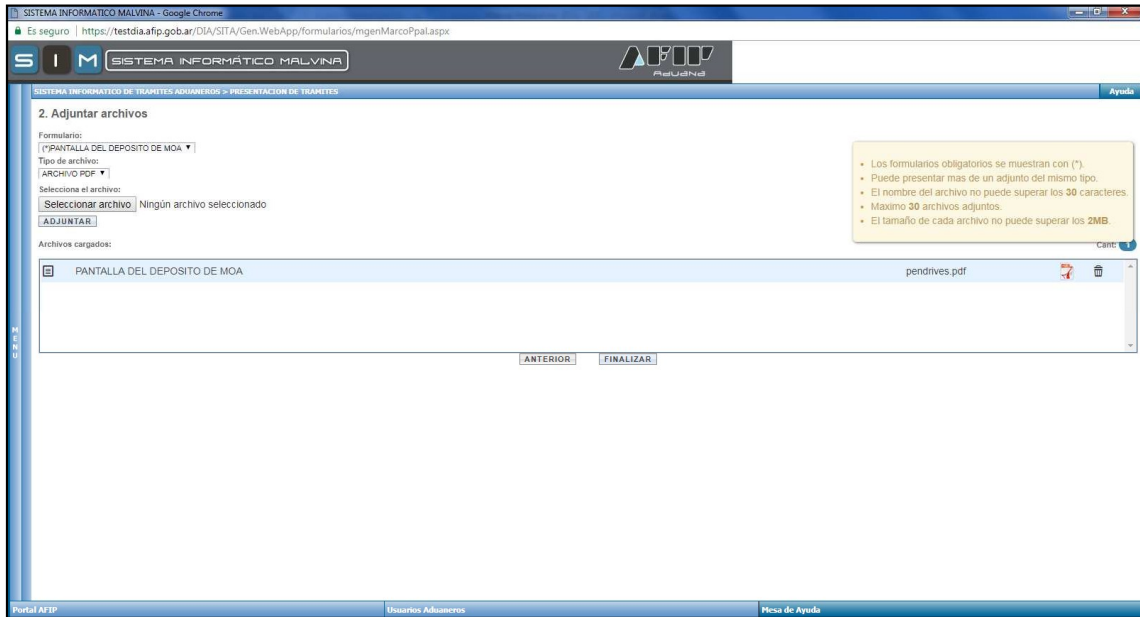 SISTEMA INFORMATICO MALVINA - Google Chrome
Es seguro | https://testdia.afip.gob.ar/DIA/SITA/Gen.WebApp/formularios/mgenMarcoPpal.aspx
S I M SISTEMA INFORMÁTICO MALVINA
AFIP
Aduana
SISTEMA INFORMATICO DE TRAMITES ADUANEROS > PRESENTACION DE TRAMITES
Ayuda
2. Adjuntar archivos
Formulario:
(*)PANTALLA DEL DEPOSITO DE MOA
Tipo de archivo:
ARCHIVO PDF
Selecciona el archivo:
Seleccionar archivo Ningún archivo seleccionado
ADJUNTAR
• Los formularios obligatorios se muestran con (*).
• Puede presentar mas de un adjunto del mismo tipo.
• El nombre del archivo no puede superar los 30 caracteres.
• Maximo 30 archivos adjuntos.
• El tamaño de cada archivo no puede superar los 2MB.
Archivos cargados:
Cant: 1
PANTALLA DEL DEPOSITO DE MOA pendrives.pdf
MENU
ANTERIOR FINALIZAR
Portal AFIP Usuarios Aduaneros Mesa de Ayuda